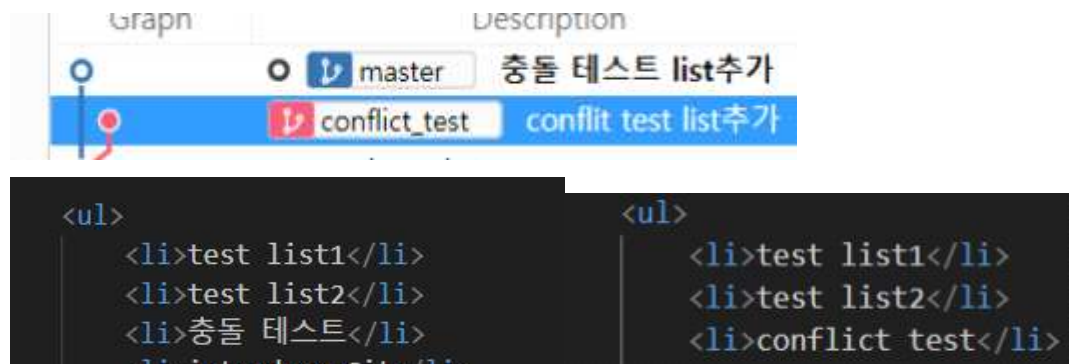 Graph Description
master 충돌 테스트 list추가
conflict_test conflit test list추가
<ul>
<li>test list1</li>
<li>test list2</li>
<li>충돌 테스트</li>
<ul>
<li>test list1</li>
<li>test list2</li>
<li>conflict test</li>